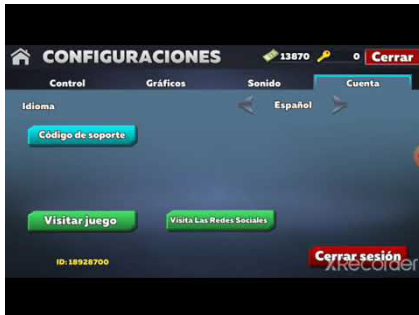 CONFIGURACIONES
13870
0
Cerrar
Control
Gráficos
Sonido
Cuenta
Idioma
Español
Código de soporte
Visitar juego
Visita Las Redes Sociales
ID: 18928700
Cerrar sesión
XRecorder